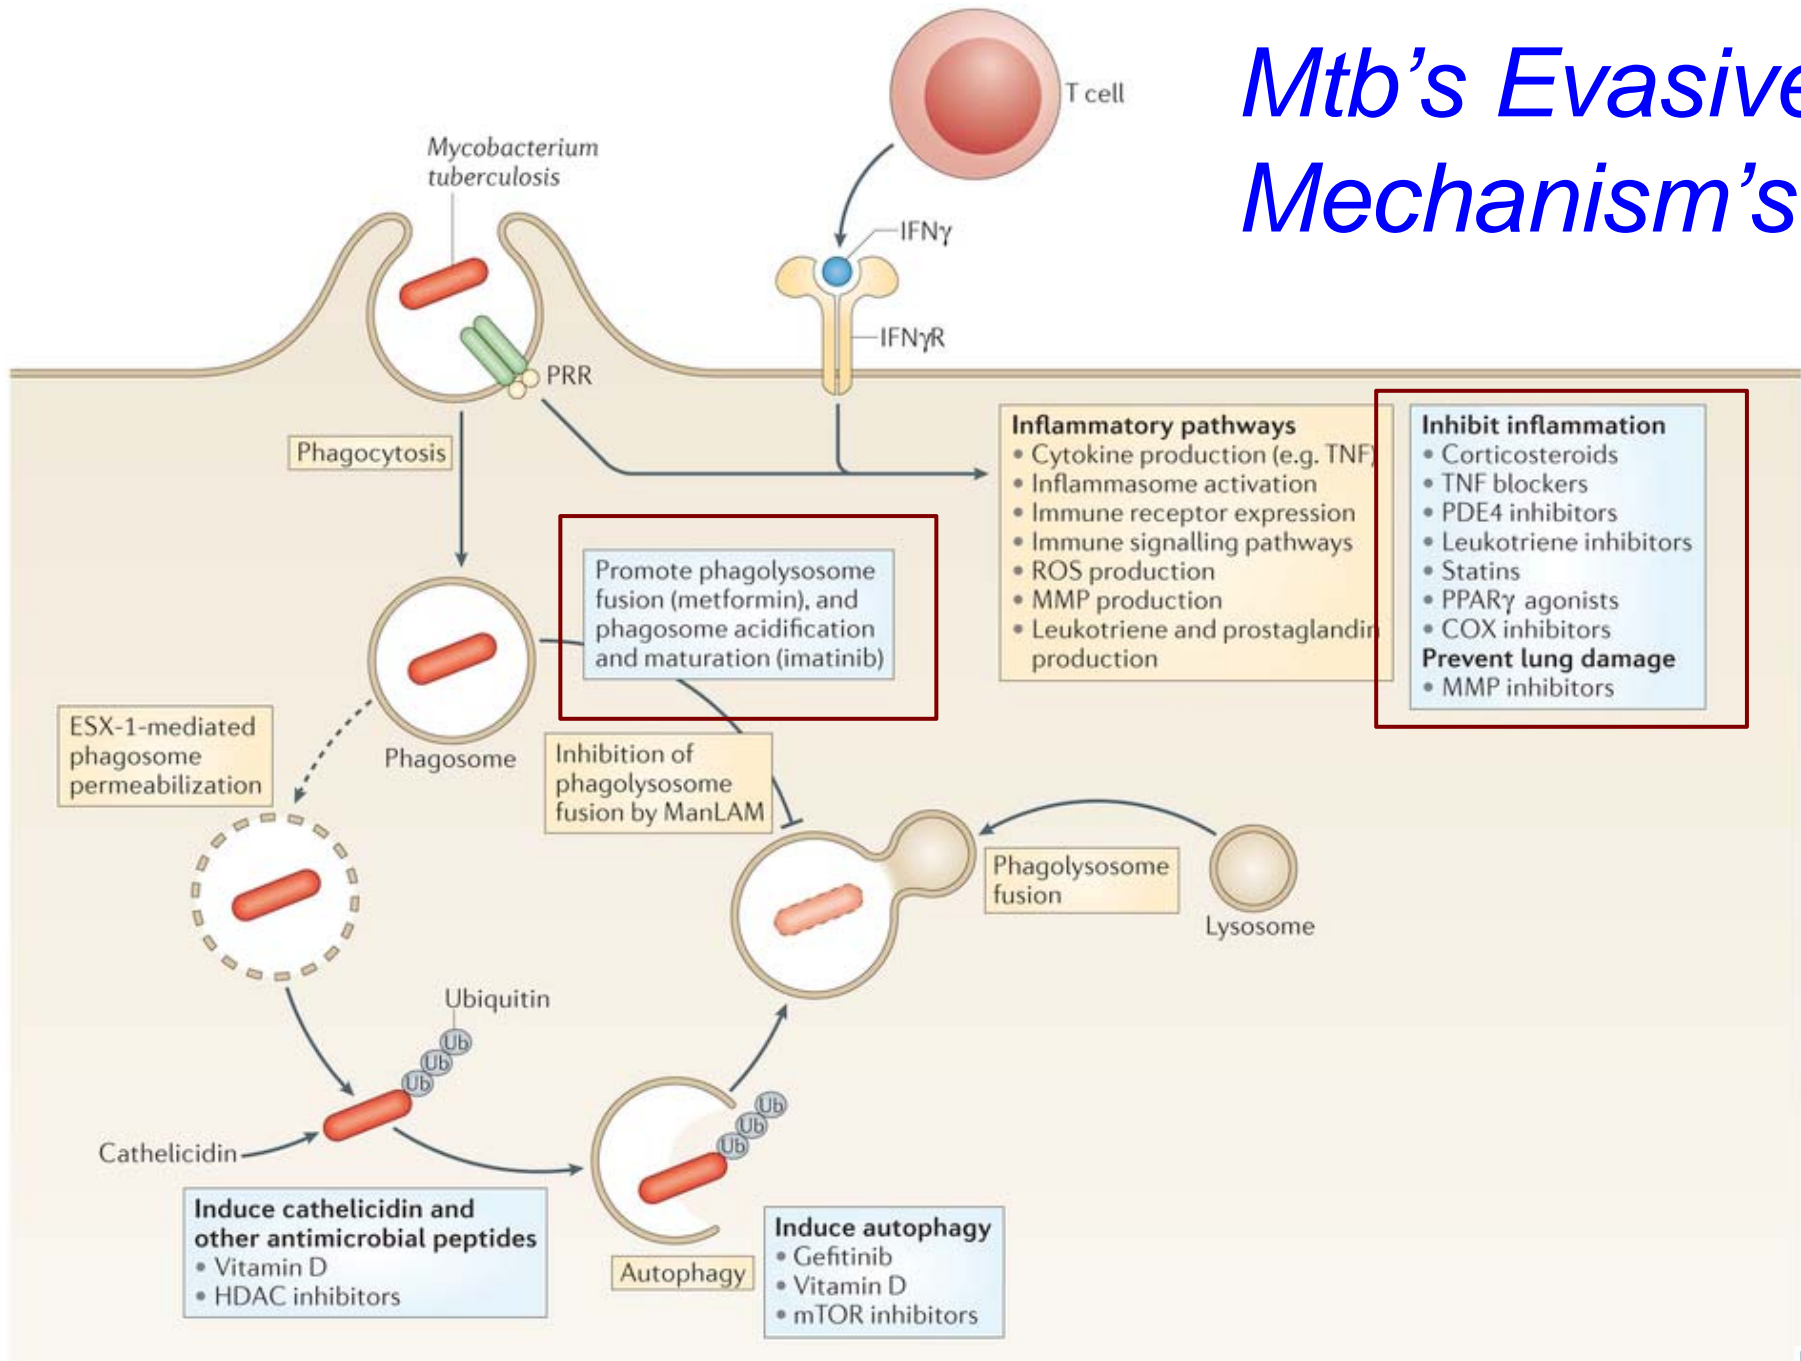 Mtb’s Evasive
Mechanism’s
T cell
Mycobacterium
tuberculosis
IFNγ
IFNγR
PRR
Phagocytosis
Inflammatory pathways
• Cytokine production (e.g. TNF)
• Inflammasome activation
• Immune receptor expression
• Immune signalling pathways
• ROS production
• MMP production
• Leukotriene and prostaglandin
production
Inhibit inflammation
• Corticosteroids
• TNF blockers
• PDE4 inhibitors
• Leukotriene inhibitors
• Statins
• PPARγ agonists
• COX inhibitors
Prevent lung damage
• MMP inhibitors
Promote phagolysosome
fusion (metformin), and
phagosome acidification
and maturation (imatinib)
ESX-1-mediated
phagosome
permeabilization
Phagosome
Inhibition of
phagolysosome
fusion by ManLAM
Phagolysosome
fusion
Lysosome
Ubiquitin
Ub
Ub
Ub
Cathelicidin
Ub
Ub
Ub
Induce cathelicidin and
other antimicrobial peptides
• Vitamin D
• HDAC inhibitors
Autophagy
Induce autophagy
• Gefitinib
• Vitamin D
• mTOR inhibitors